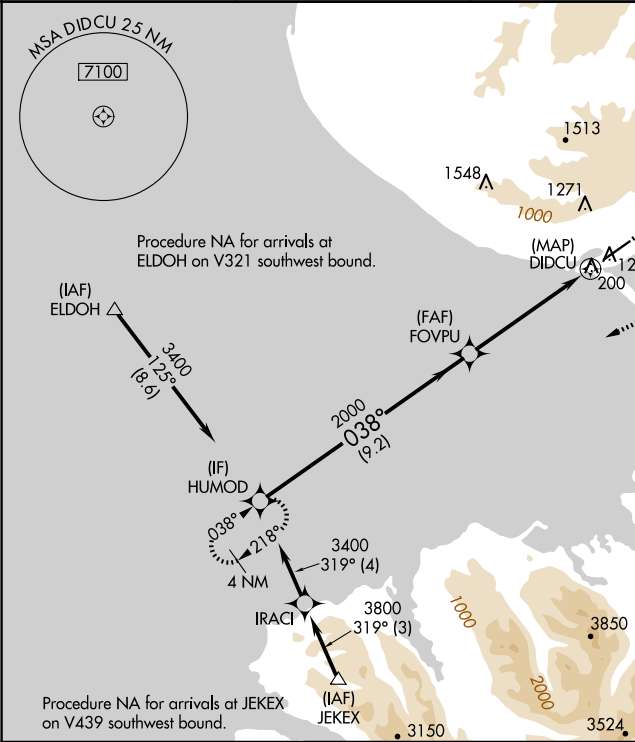 MSA DIDCU 25 NM
7100
1513
1548
1271
1000
Procedure NA for arrivals at
ELDOH on V321 southwest bound.
(MAP)
DIDCU
12
200
(IAF)
ELDOH
(FAF)
FOVPU
3400
125°
(8.6)
2000
038°
(9.2)
(IF)
HUMOD
038°
218°
4 NM
3400
319° (4)
IRACI
3800
319° (3)
1000
3850
2000
(IAF)
JEKEX
Procedure NA for arrivals at JEKEX
on V439 southwest bound.
3150
3524